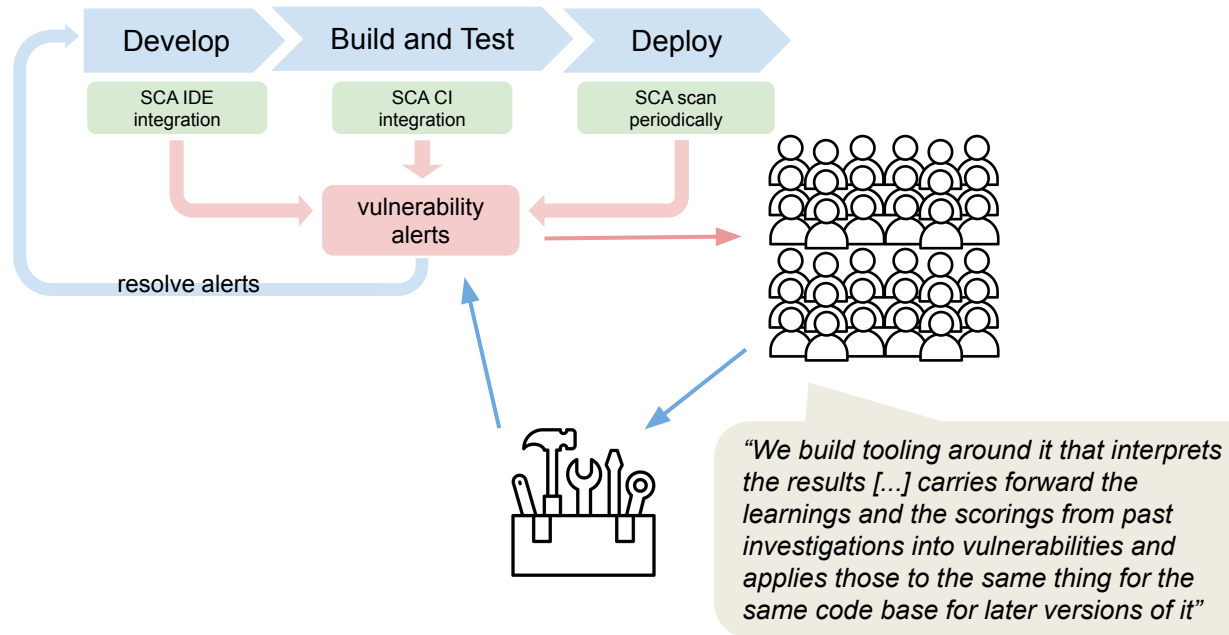 Develop
Build and Test
Deploy
SCA IDE
integration
SCA CI
integration
SCA scan
periodically
vulnerability
alerts
resolve alerts
“We build tooling around it that interprets
the results [...] carries forward the
learnings and the scorings from past
investigations into vulnerabilities and
applies those to the same thing for the
same code base for later versions of it”